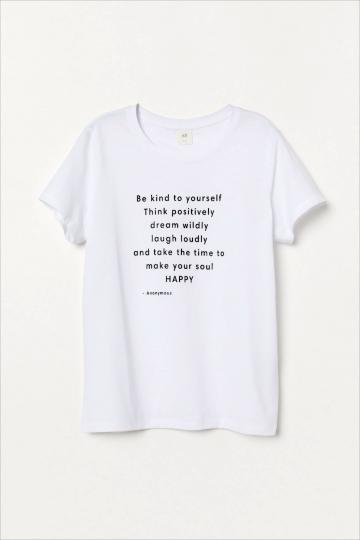 Be kind to yourself
Think positively
dream wildly
laugh loudly
and take the time to
make your soul
HAPPY
- Anonymous